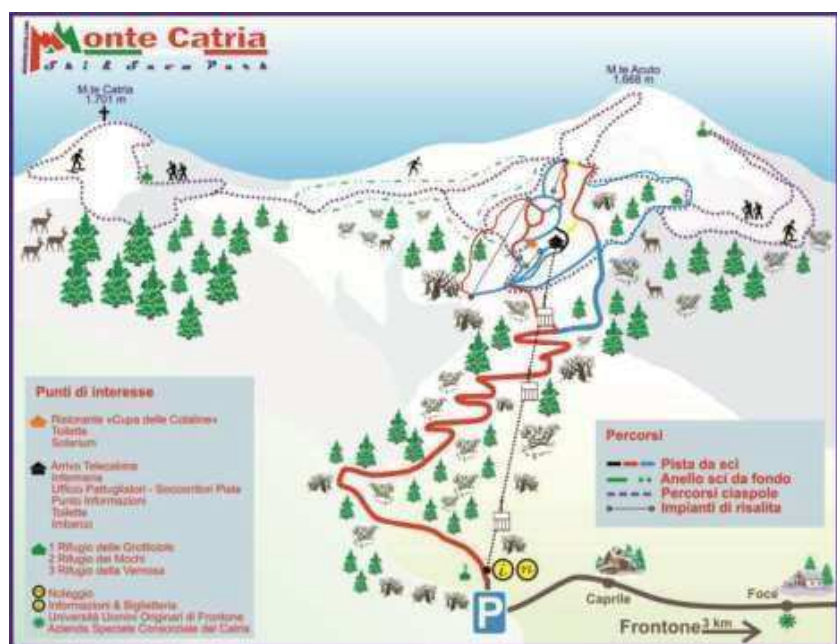 Monte Catria
Ski & Snow Park
M.te Catria
1.701 m
M.te Acuto
1.668 m
Punti di interesse
Ristorante «Cupa delle Cotaline»
Toilette
Solarium
Arrivo Telecabina
Infermeria
Ufficio Pattugliatori - Soccorritori Pista
Punto Informazioni
Toilette
Imbarco
1 Rifugio delle Grotticole
2 Rifugio dei Mochi
3 Rifugio della Vernosa
Noleggio
Informazioni & Biglietteria
Università Uomini Originari di Frontone
Azienda Speciale Consorziale del Catria
Percorsi
Pista da sci
Anello sci da fondo
Percorsi ciaspole
Impianti di risalita
i
P
Caprile
Foce
Frontone
3 km